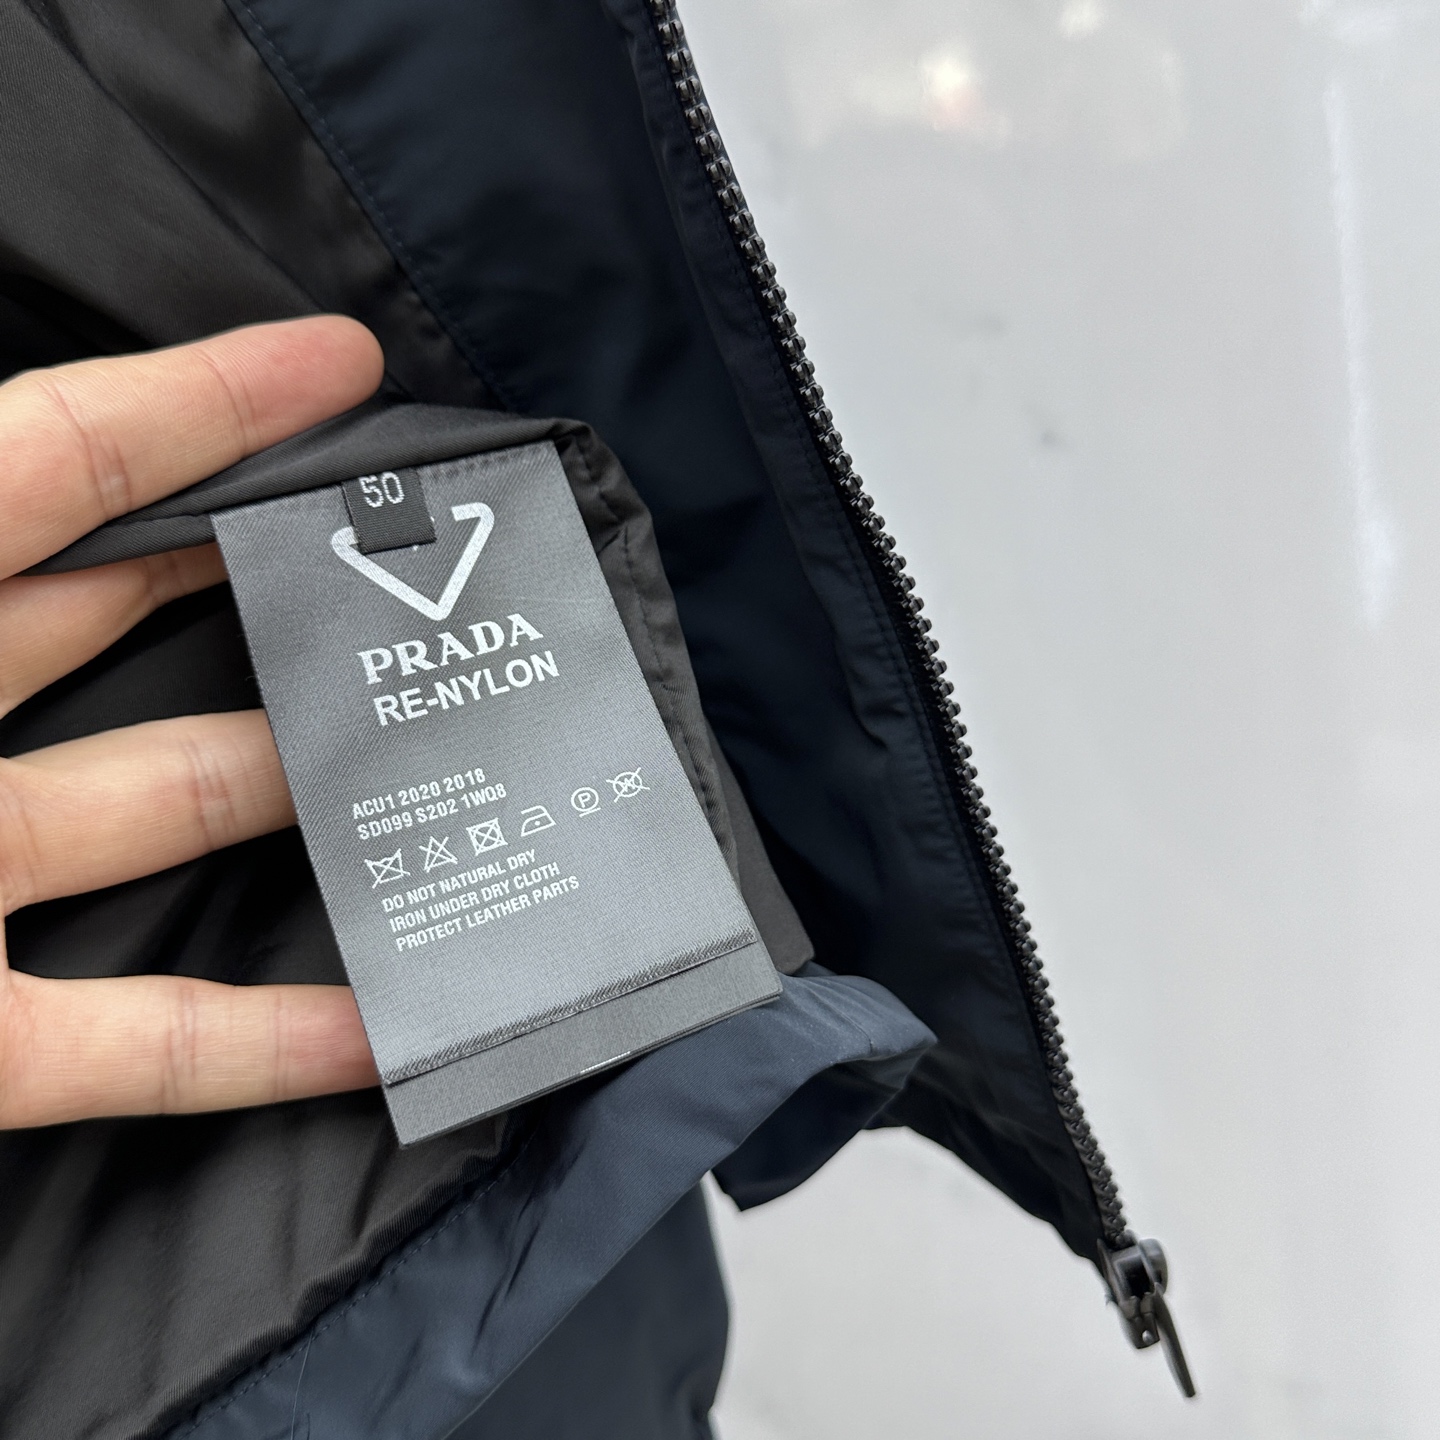 50
PRADA
RE-NYLON
ACU1 2020 2018
SD099 S202 1WQ8
DO NOT NATURAL DRY
IRON UNDER DRY CLOTH
PROTECT LEATHER PARTS